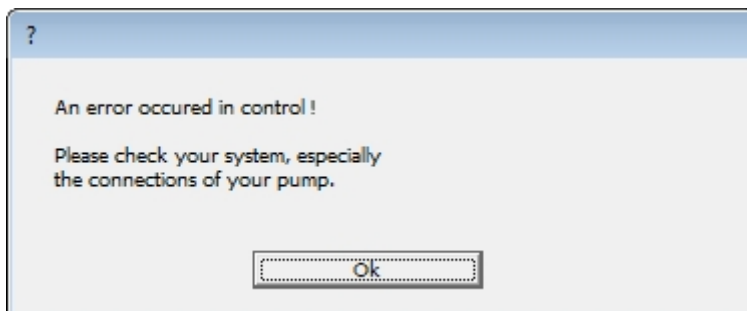 ?
An error occured in control !
Please check your system, especially
the connections of your pump.
Ok